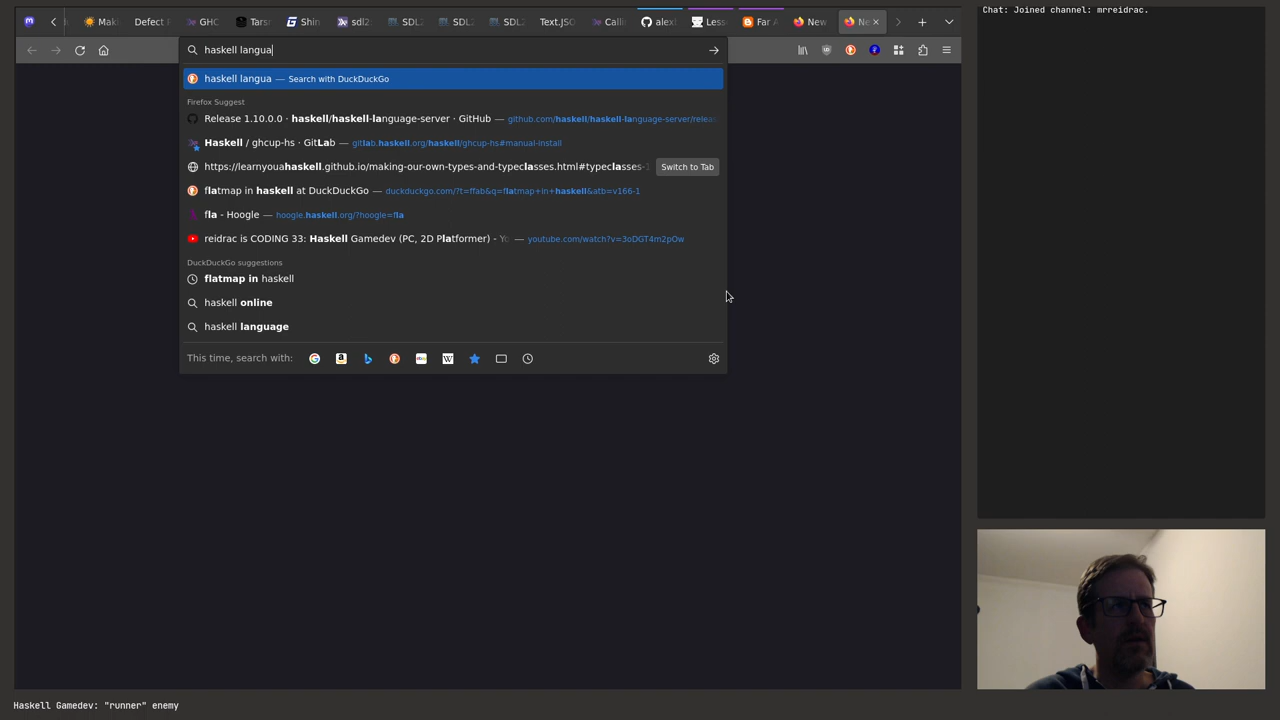 Maki
Defect R
GHC
Tarsn
Shin
sdl2
SDL2
SDL2
SDL2
Text.JSO
Callin
alext
Lesso
Far A
New
Ne
haskell langua
haskell langua — Search with DuckDuckGo
Firefox Suggest
Release 1.10.0.0 · haskell/haskell-language-server · GitHub — github.com/haskell/haskell-language-server/relea
Haskell / ghcup-hs · GitLab — gitlab.haskell.org/haskell/ghcup-hs#manual-install
https://learnyouahaskell.github.io/making-our-own-types-and-typeclasses.html#typeclasses-1 Switch to Tab
flatmap in haskell at DuckDuckGo — duckduckgo.com/?t=ffab&q=flatmap+in+haskell&atb=v166-1
fla - Hoogle — hoogle.haskell.org/?hoogle=fla
reidrac is CODING 33: Haskell Gamedev (PC, 2D Platformer) - Yo — youtube.com/watch?v=3oDGT4m2pOw
DuckDuckGo suggestions
flatmap in haskell
haskell online
haskell language
This time, search with:
Chat: Joined channel: mrreidrac.
Haskell Gamedev: "runner" enemy